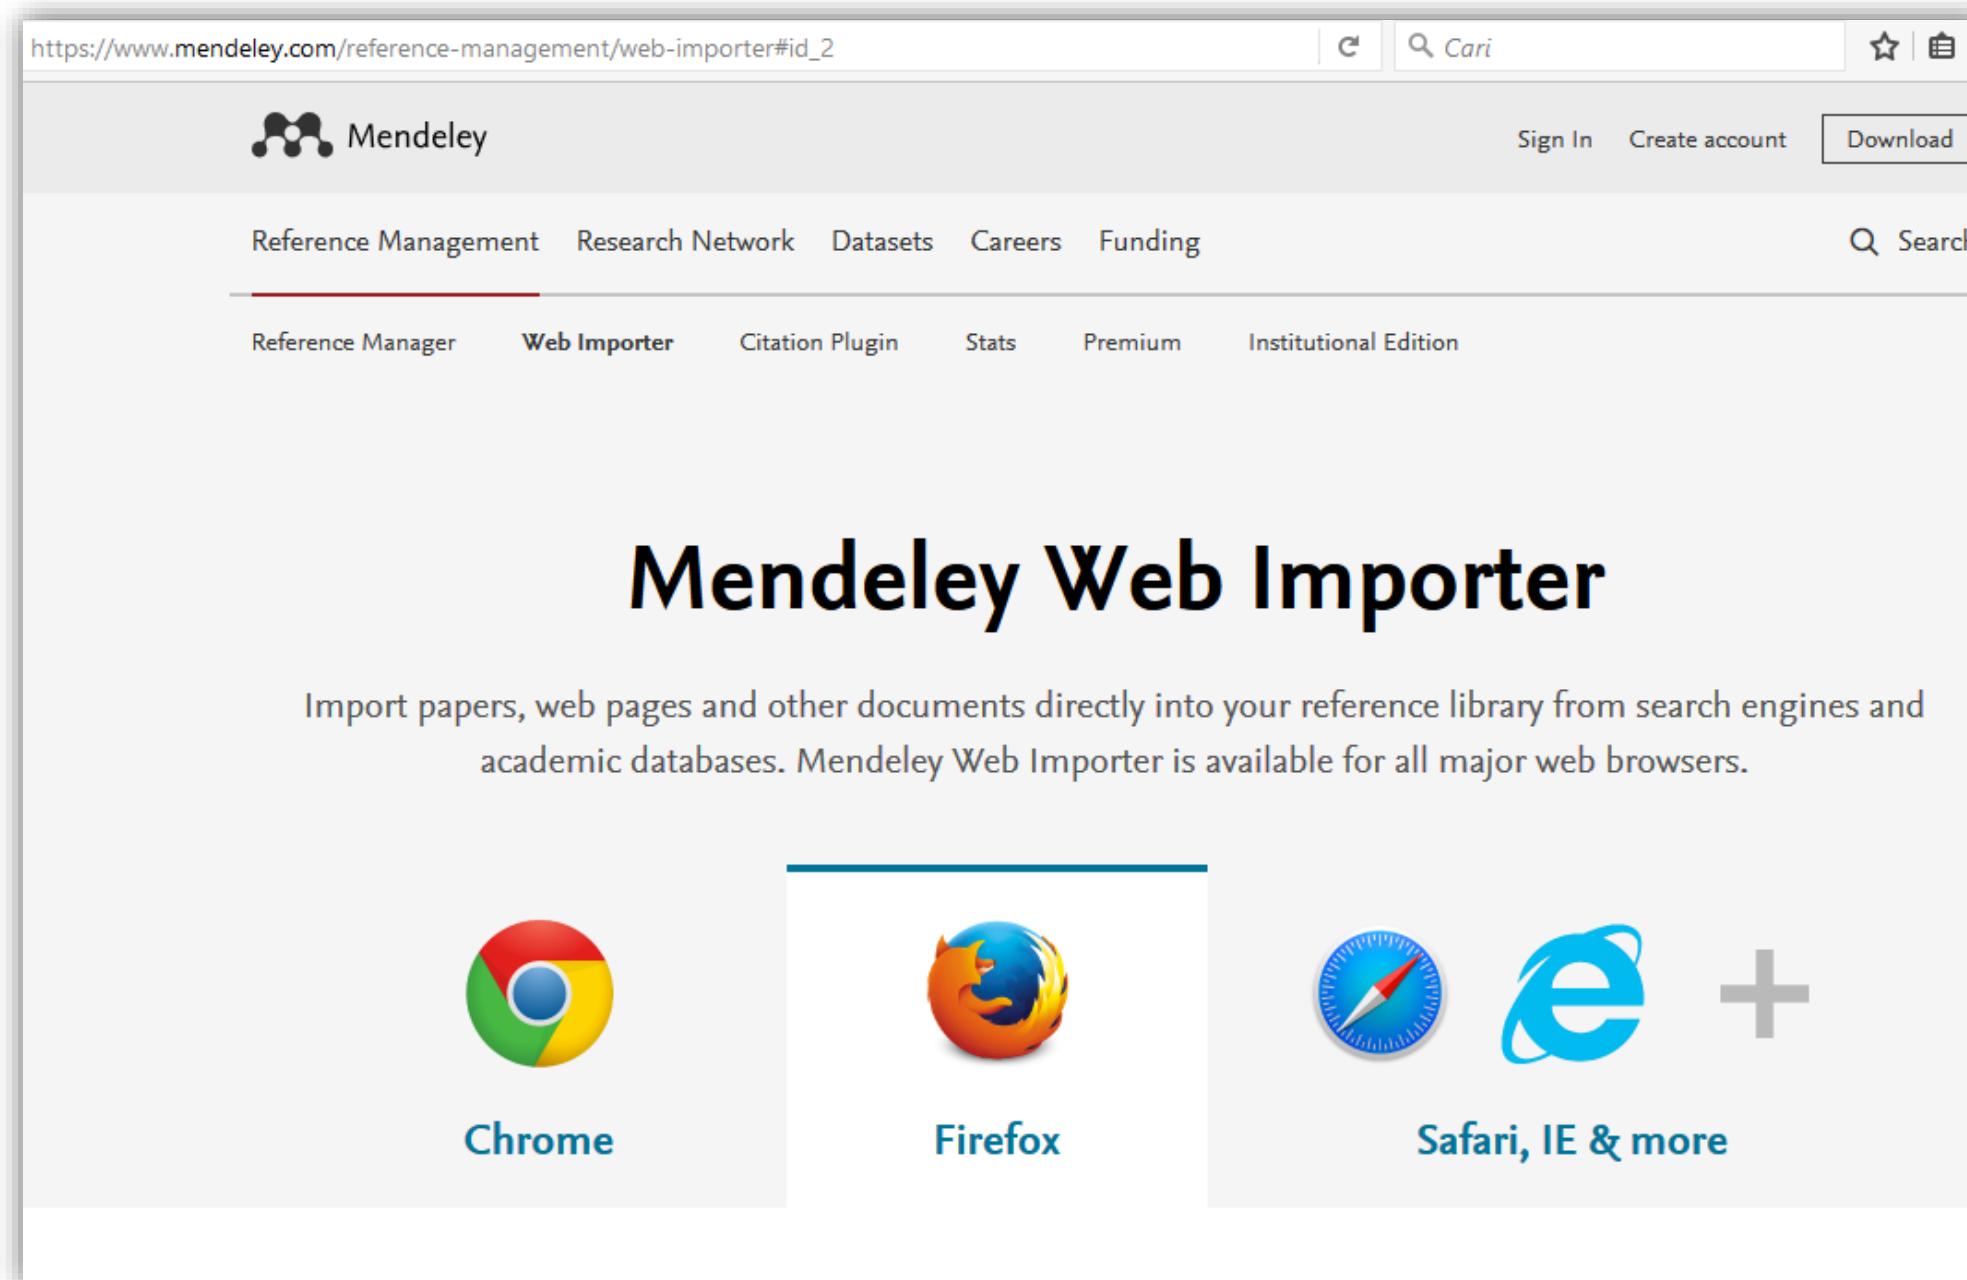 https://www.mendeley.com/reference-management/web-importer#id_2 Cari
Mendeley Sign In Create account Download
Reference Management Research Network Datasets Careers Funding Search
Reference Manager Web Importer Citation Plugin Stats Premium Institutional Edition
Mendeley Web Importer
Import papers, web pages and other documents directly into your reference library from search engines and
academic databases. Mendeley Web Importer is available for all major web browsers.
Chrome Firefox Safari, IE & more